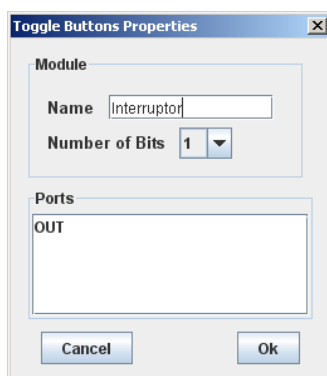 Toggle Buttons Properties
Module
Name Interruptor
Number of Bits 1
Ports
OUT
Cancel Ok